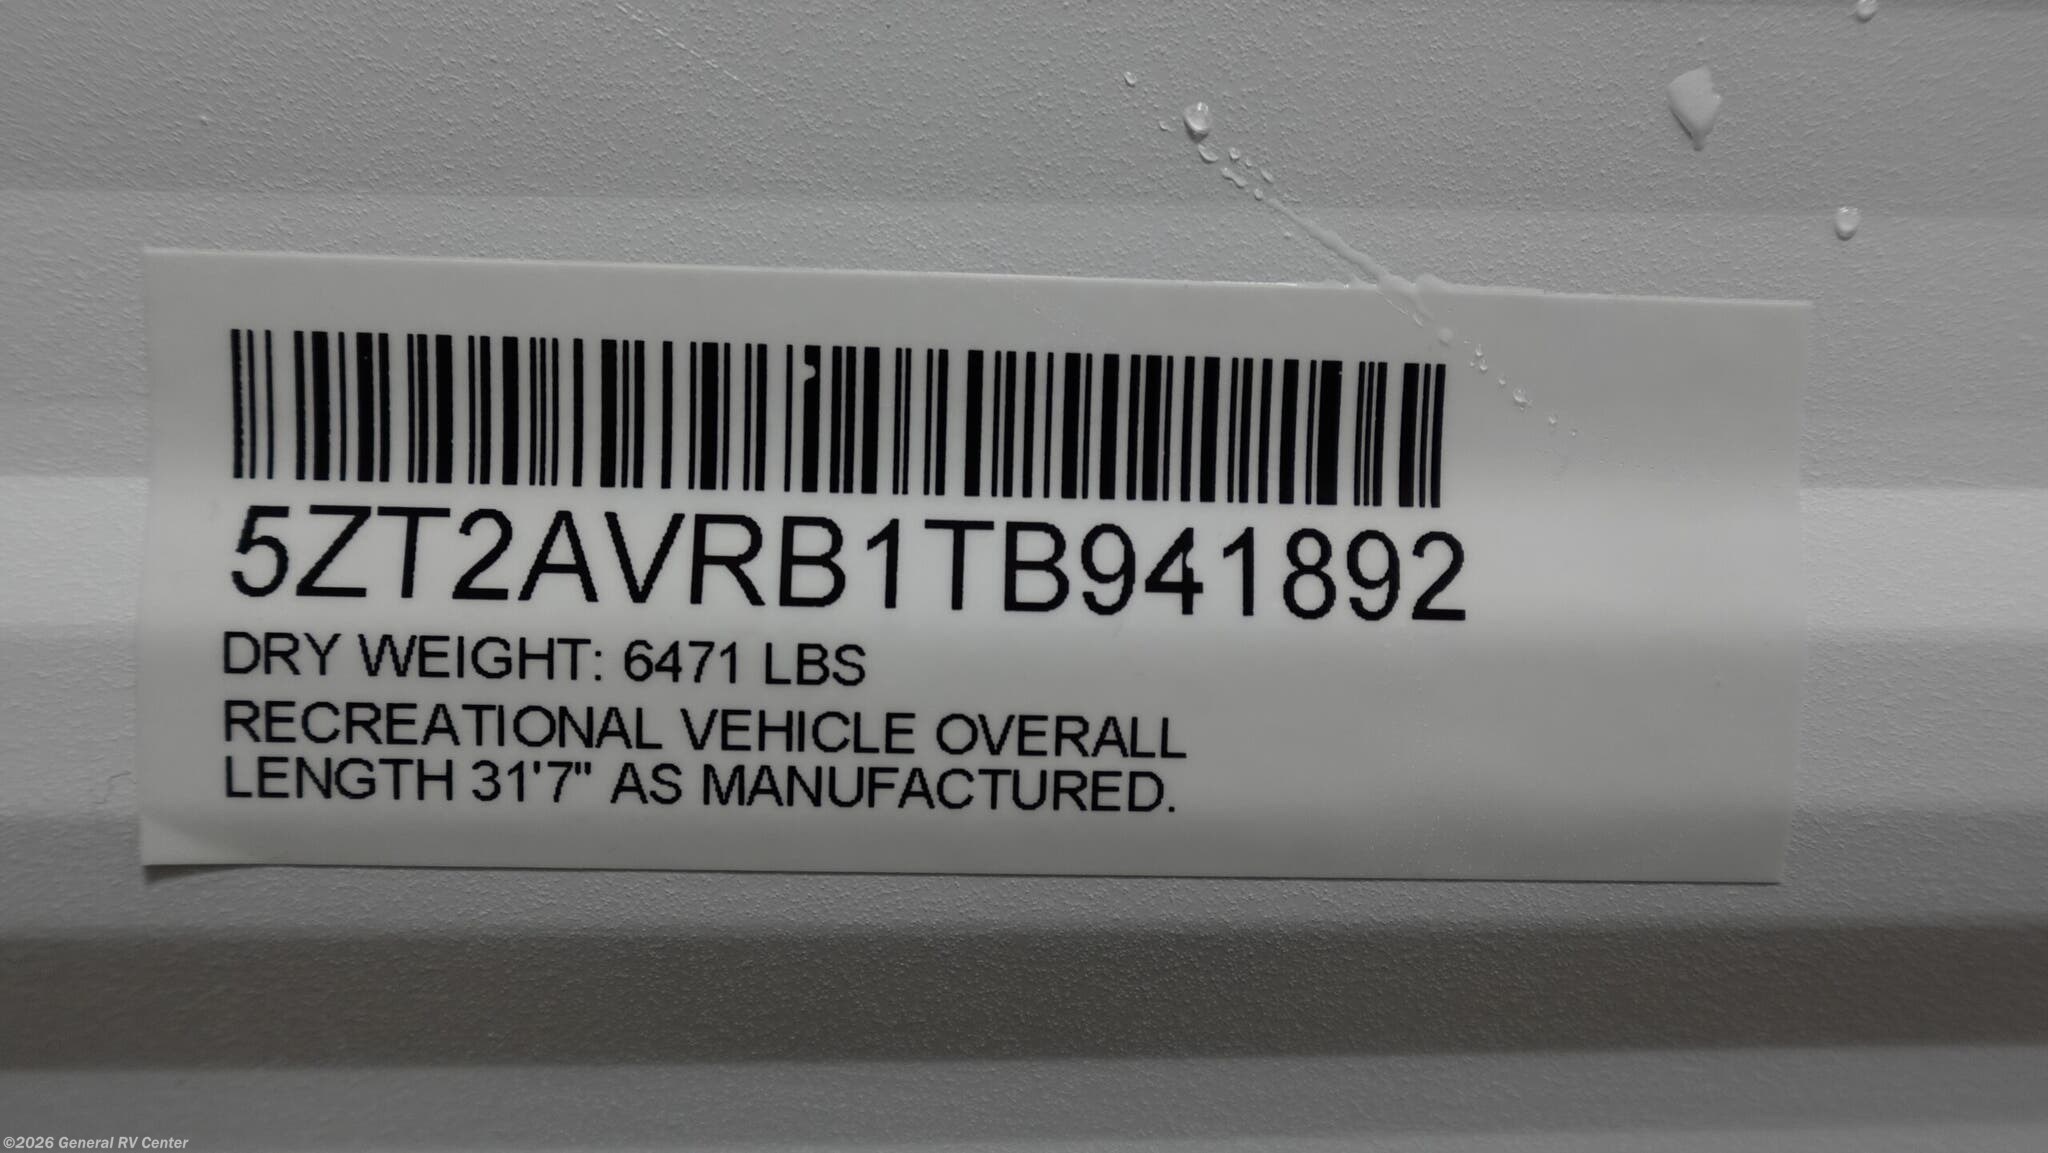 5ZT2AVRB1TB941892
DRY WEIGHT: 6471 LBS
RECREATIONAL VEHICLE OVERALL
LENGTH 31'7" AS MANUFACTURED.
©2026 General RV Center